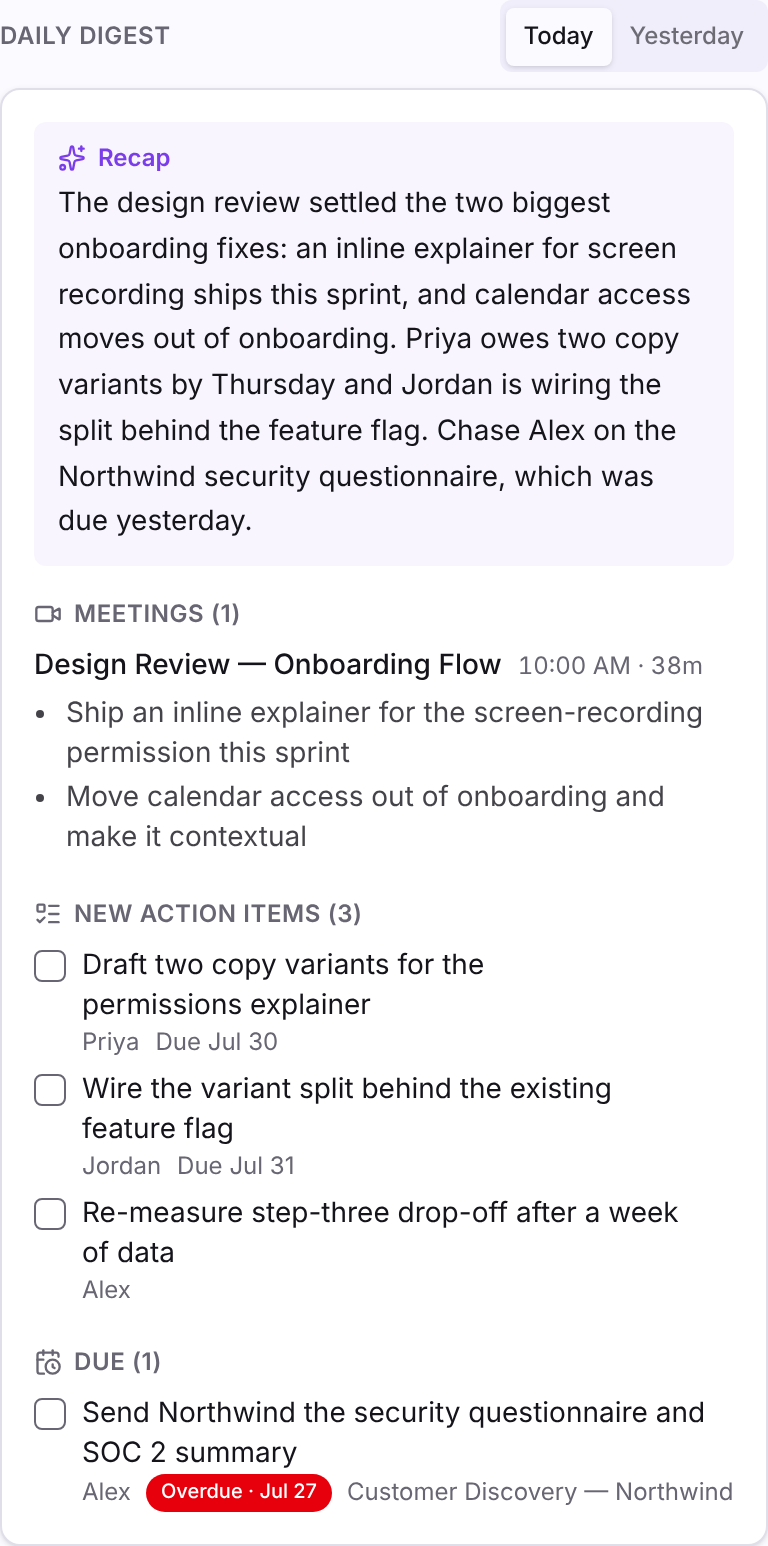 DAILY DIGEST
Today Yesterday
Recap
The design review settled the two biggest
onboarding fixes: an inline explainer for screen
recording ships this sprint, and calendar access
moves out of onboarding. Priya owes two copy
variants by Thursday and Jordan is wiring the
split behind the feature flag. Chase Alex on the
Northwind security questionnaire, which was
due yesterday.
MEETINGS (1)
Design Review — Onboarding Flow 10:00 AM · 38m
• Ship an inline explainer for the screen-recording
permission this sprint
• Move calendar access out of onboarding and
make it contextual
NEW ACTION ITEMS (3)
Draft two copy variants for the
permissions explainer
Priya Due Jul 30
Wire the variant split behind the existing
feature flag
Jordan Due Jul 31
Re-measure step-three drop-off after a week
of data
Alex
DUE (1)
Send Northwind the security questionnaire and
SOC 2 summary
Alex Overdue · Jul 27 Customer Discovery — Northwind